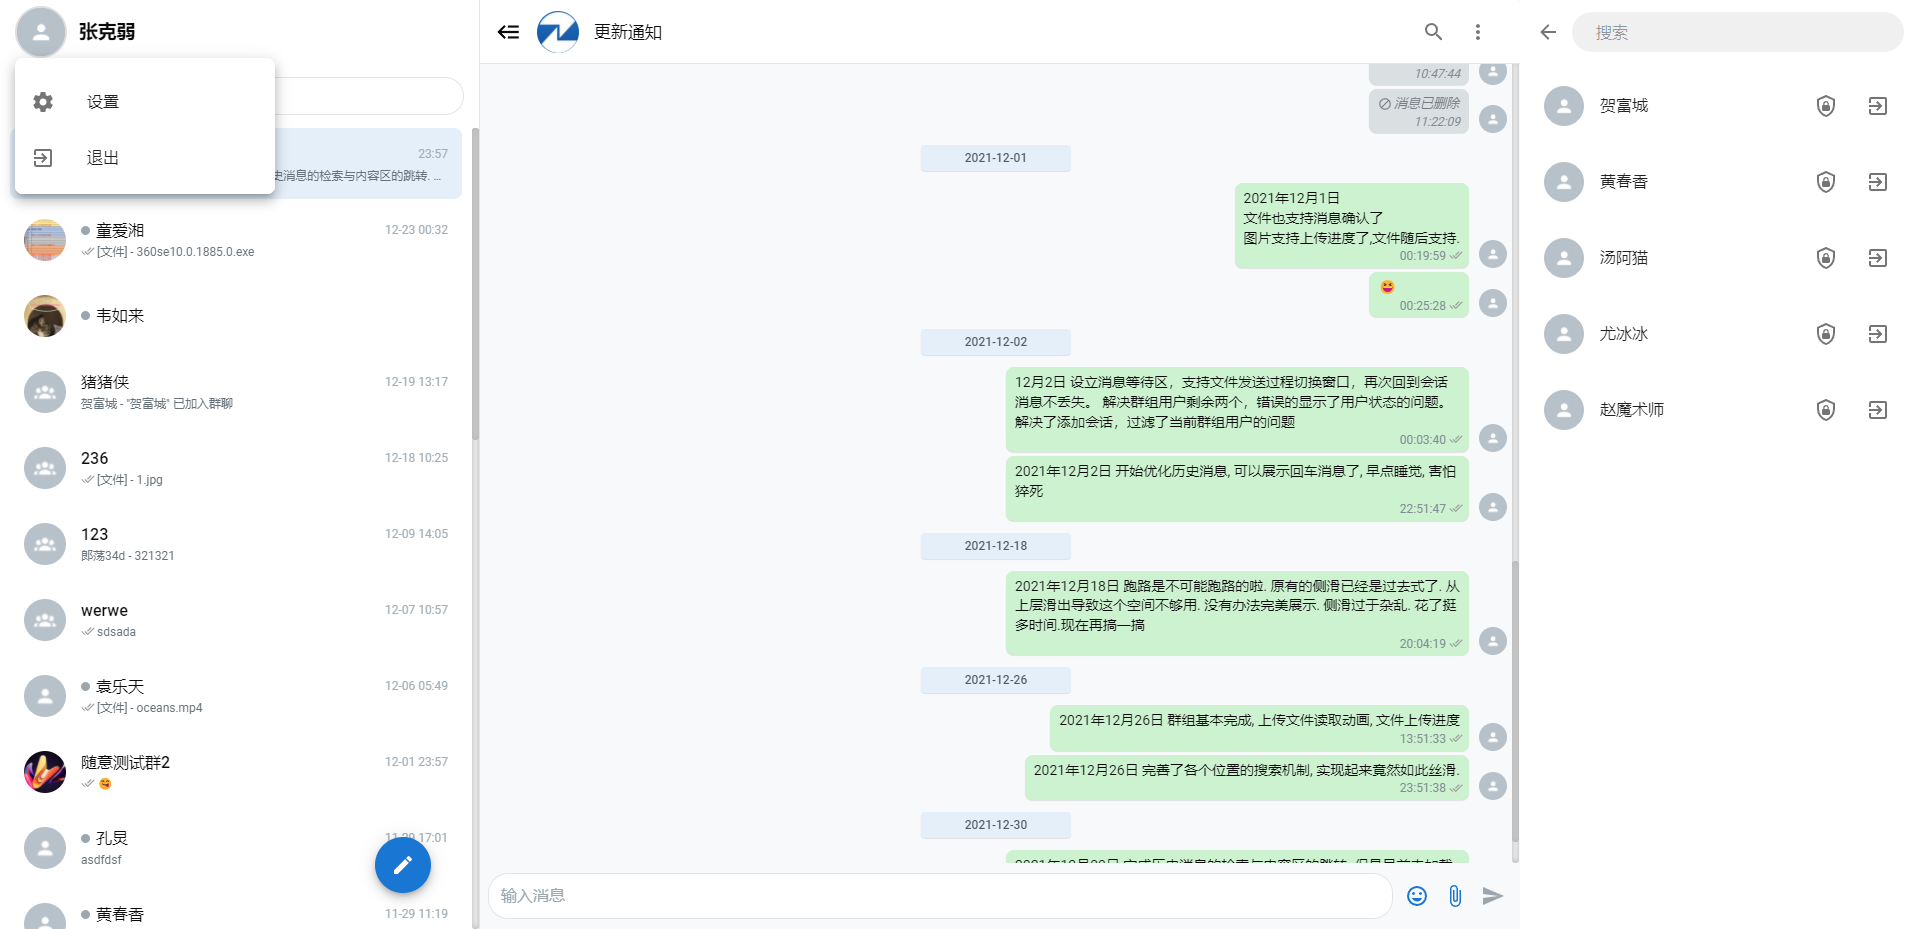 张克弱
设置
退出
23:57
史消息的检索与内容区的跳转. ...
童爱湘
12-23 00:32
[文件] - 360se10.0.1885.0.exe
韦如来
猪猪侠
12-19 13:17
贺富城 - "贺富城" 已加入群聊
236
12-18 10:25
[文件] - 1.jpg
123
12-09 14:05
郎荡34d - 321321
werwe
12-07 10:57
sdsada
袁乐天
12-06 05:49
[文件] - oceans.mp4
随意测试群2
12-01 23:57
孔炅
11-29 17:01
asdfdsf
黄春香
11-29 11:19
更新通知
10:47:44
消息已删除
11:22:09
2021-12-01
2021年12月1日
文件也支持消息确认了
图片支持上传进度了,文件随后支持.
00:19:59
00:25:28
2021-12-02
12月2日 设立消息等待区，支持文件发送过程切换窗口，再次回到会话
消息不丢失。 解决群组用户剩余两个，错误的显示了用户状态的问题。
解决了添加会话，过滤了当前群组用户的问题
00:03:40
2021年12月2日 开始优化历史消息, 可以展示回车消息了, 早点睡觉, 害怕
猝死
22:51:47
2021-12-18
2021年12月18日 跑路是不可能跑路的啦. 原有的侧滑已经是过去式了. 从
上层滑出导致这个空间不够用. 没有办法完美展示. 侧滑过于杂乱. 花了挺
多时间.现在再搞一搞
20:04:19
2021-12-26
2021年12月26日 群组基本完成, 上传文件读取动画, 文件上传进度
13:51:33
2021年12月26日 完善了各个位置的搜索机制, 实现起来竟然如此丝滑.
23:51:38
2021-12-30
输入消息
搜索
贺富城
黄春香
汤阿猫
尤冰冰
赵魔术师